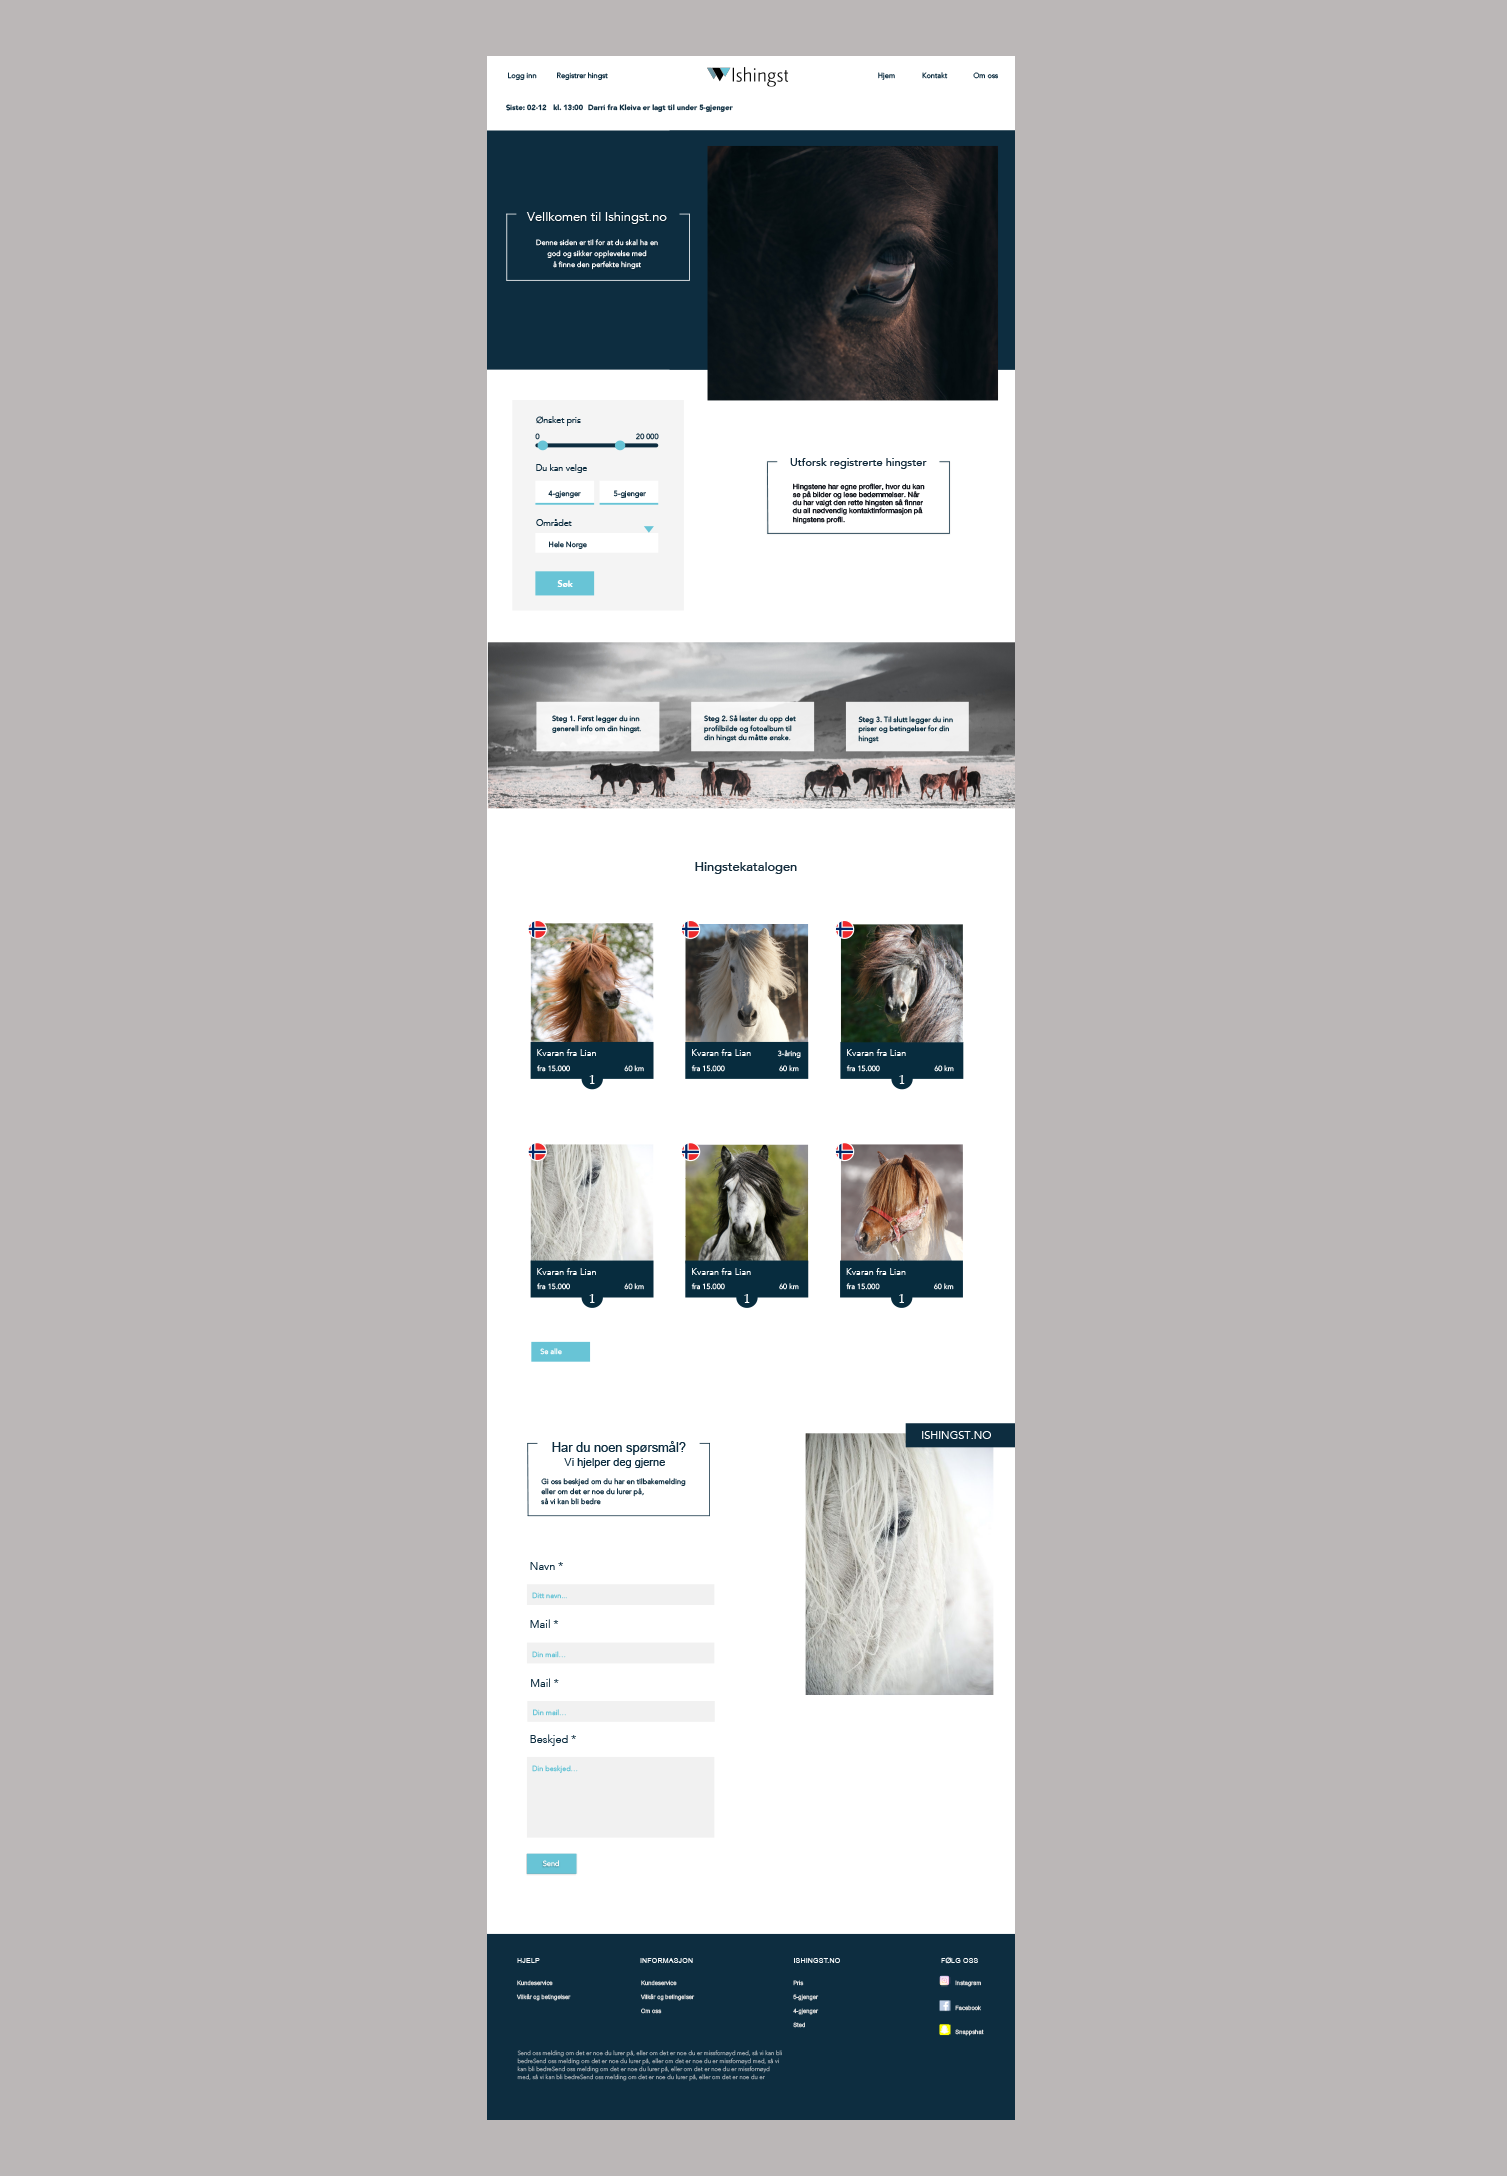 Logg inn
Registrer hingst
Ishingst
Hjem
Kontakt
Om oss
Siste: 02-12 kl. 13:00 Darri fra Kleiva er lagt til under 5-gjenger
Vellkomen til Ishingst.no
Denne siden er til for at du skal ha en
god og sikker opplevelse med
å finne den perfekte hingst
Ønsket pris
0
20 000
Du kan velge
4-gjenger
5-gjenger
Området
Hele Norge
Søk
Utforsk registrerte hingster
Hingstene har egne profiler, hvor du kan
se på bilder og lese bedømmelser. Når
du har valgt den rette hingsten så finner
du all nødvendig kontaktinformasjon på
hingstens profil.
Steg 1. Først legger du inn
generell info om din hingst.
Steg 2. Så laster du opp det
profilbilde og fotoalbum til
din hingst du måtte ønske.
Steg 3. Til slutt legger du inn
priser og betingelser for din
hingst
Hingstekatalogen
Kvaran fra Lian
fra 15.000
60 km
1
Kvaran fra Lian
3-åring
fra 15.000
60 km
Kvaran fra Lian
fra 15.000
60 km
1
Kvaran fra Lian
fra 15.000
60 km
1
Kvaran fra Lian
fra 15.000
60 km
1
Kvaran fra Lian
fra 15.000
60 km
1
Se alle
ISHINGST.NO
Har du noen spørsmål?
Vi hjelper deg gjerne
Gi oss beskjed om du har en tilbakemelding
eller om det er noe du lurer på,
så vi kan bli bedre
Navn *
Ditt navn...
Mail *
Din mail...
Mail *
Din mail...
Beskjed *
Din beskjed...
Send
HJELP
Kundeservice
Vilkår og betingelser
INFORMASJON
Kundeservice
Vilkår og betingelser
Om oss
ISHINGST.NO
Pris
5-gjenger
4-gjenger
Sted
FØLG OSS
Instagram
Facebook
Snappshat
Send oss melding om det er noe du lurer på, eller om det er noe du er missfornøyd med, så vi kan bli
bedreSend oss melding om det er noe du lurer på, eller om det er noe du er missfornøyd med, så vi
kan bli bedreSend oss melding om det er noe du lurer på, eller om det er noe du er missfornøyd
med, så vi kan bli bedreSend oss melding om det er noe du lurer på, eller om det er noe du er